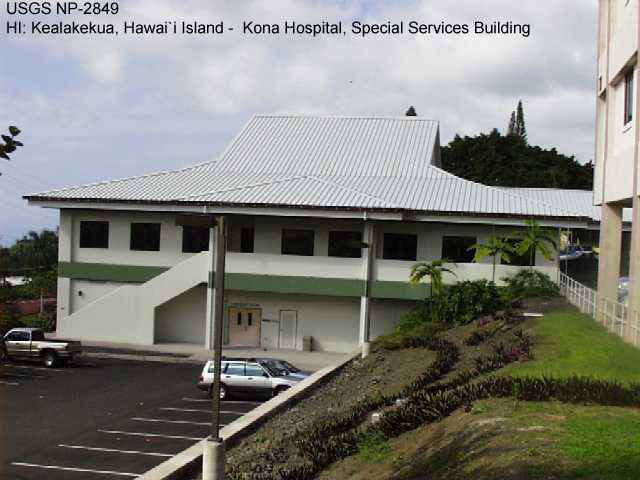 USGS NP-2849
HI: Kealakekua, Hawai`i Island -  Kona Hospital, Special Services Building